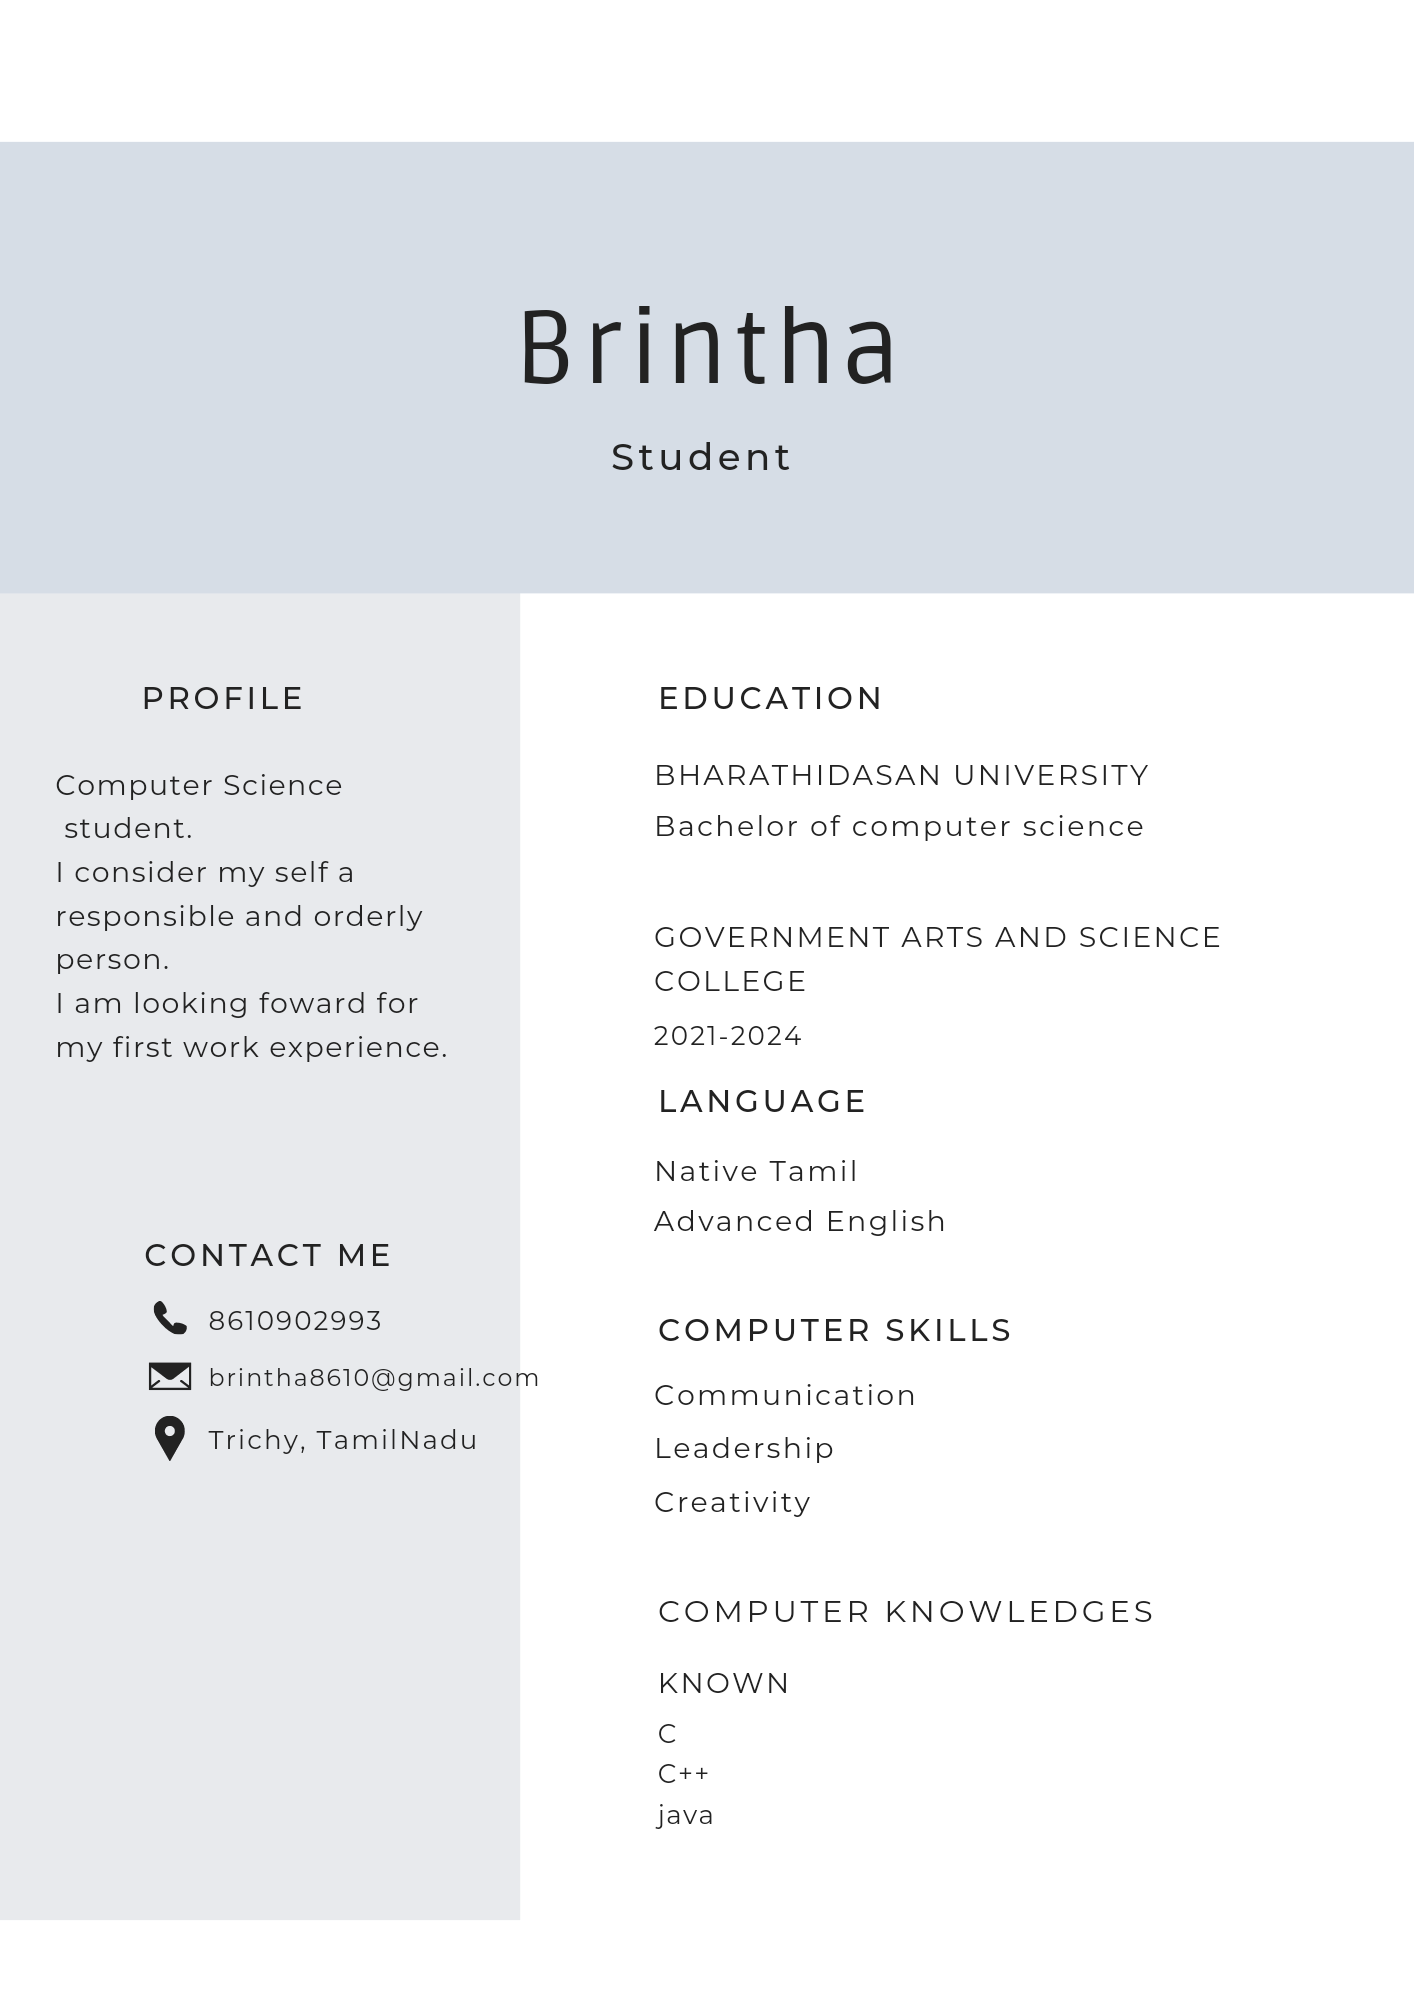 Brintha
Student
PROFILE
Computer Science
student.
I consider my self a
responsible and orderly
person.
I am looking foward for
my first work experience.
CONTACT ME
8610902993
brintha8610@gmail.com
Trichy, TamilNadu
EDUCATION
BHARATHIDASAN UNIVERSITY
Bachelor of computer science
GOVERNMENT ARTS AND SCIENCE
COLLEGE
2021-2024
LANGUAGE
Native Tamil
Advanced English
COMPUTER SKILLS
Communication
Leadership
Creativity
COMPUTER KNOWLEDGES
KNOWN
C
C++
java